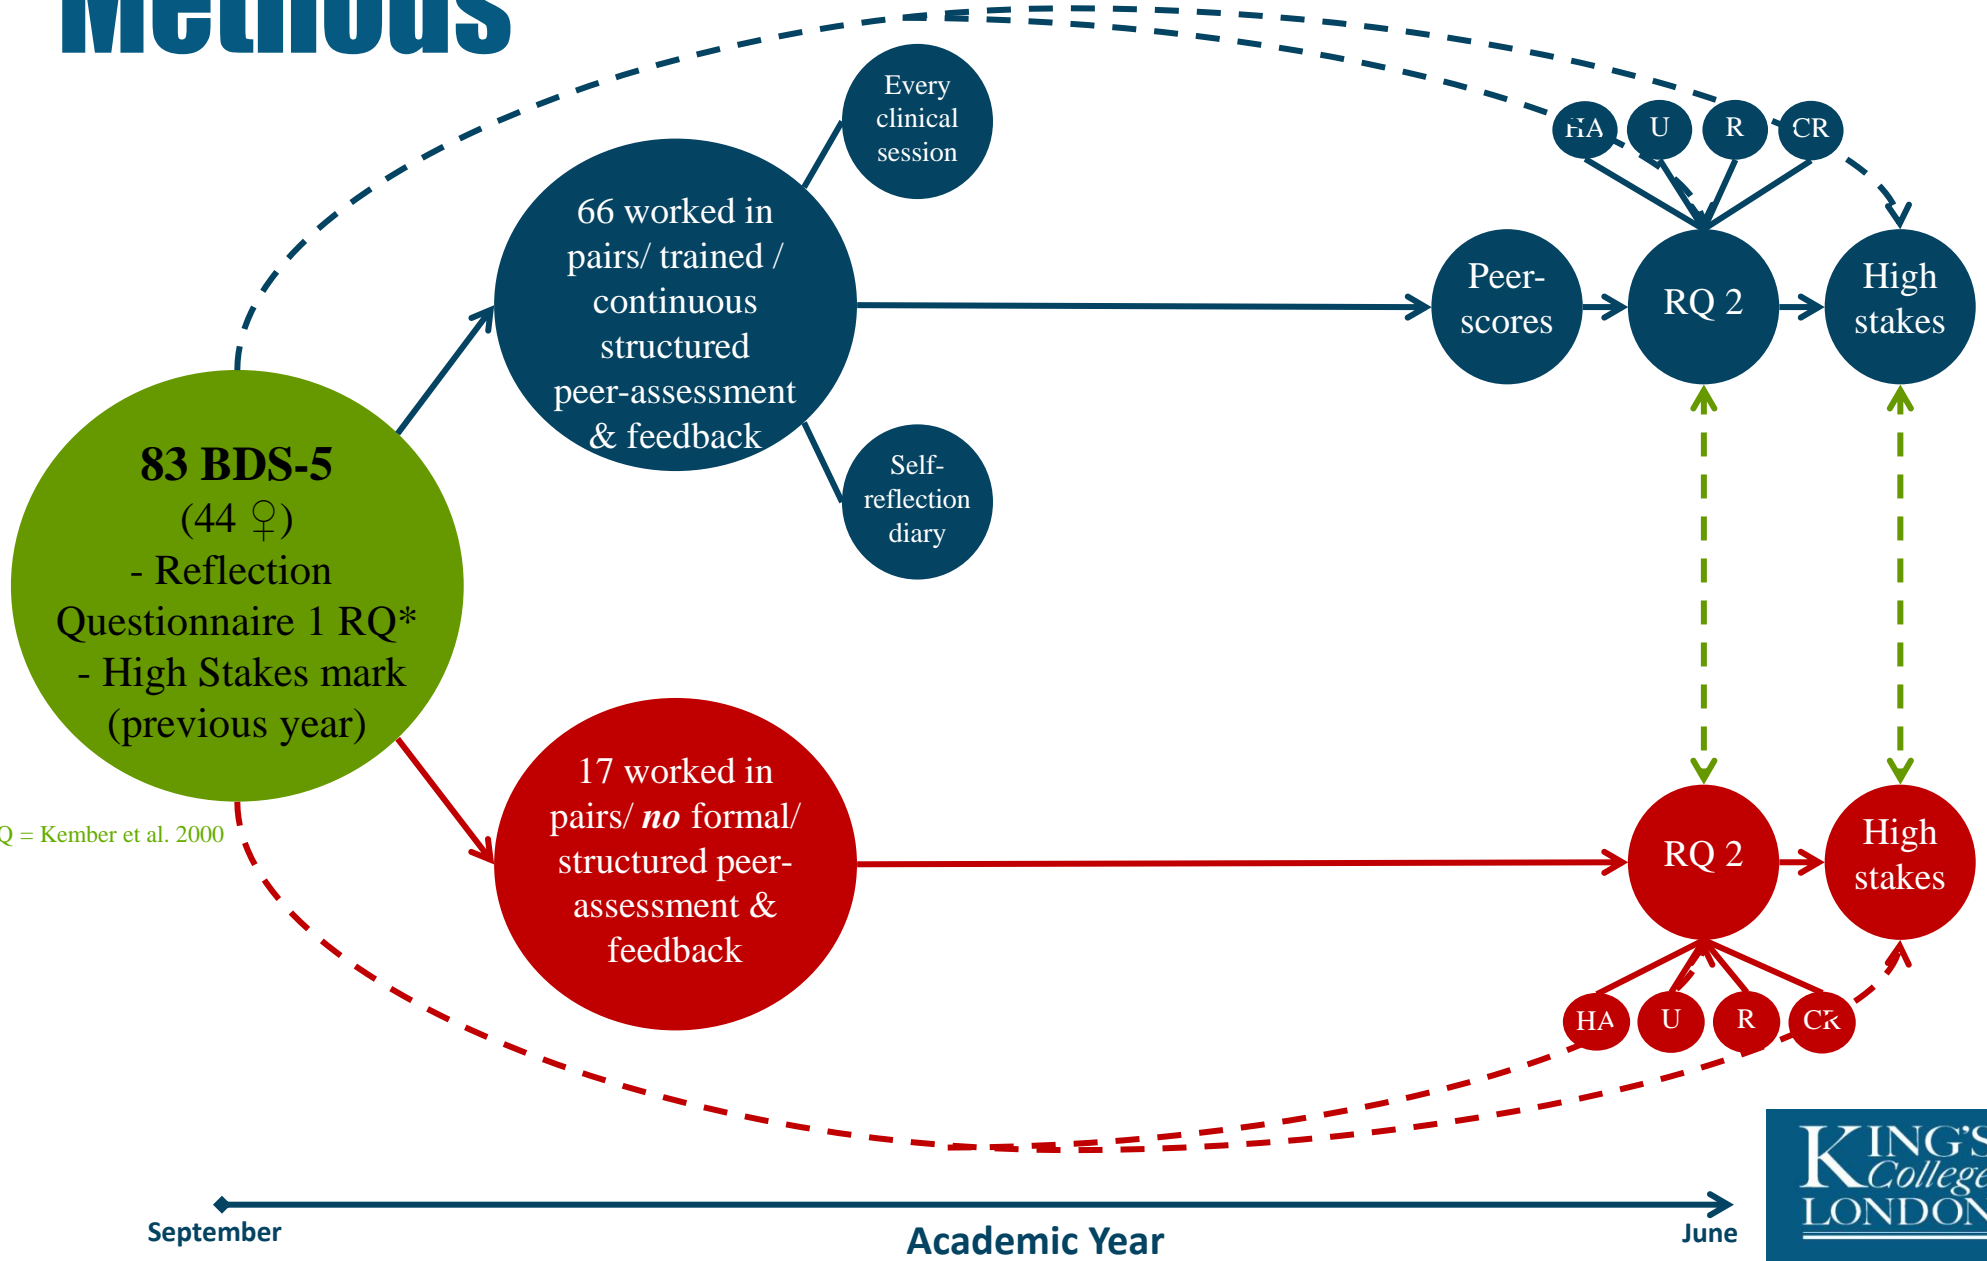 Methods
Every
clinical
session
HA
U
R
CR
66 worked in
pairs/ trained /
continuous
structured
peer-assessment
& feedback
Peer-
scores
RQ 2
High
stakes
Self-
reflection
diary
83 BDS-5
(44 ♀)
- Reflection
Questionnaire 1 RQ*
- High Stakes mark
(previous year)
Q = Kember et al. 2000
17 worked in
pairs/ no formal/
structured peer-
assessment &
feedback
RQ 2
High
stakes
HA
U
R
CR
September
Academic Year
June
KING'S
College
LONDON